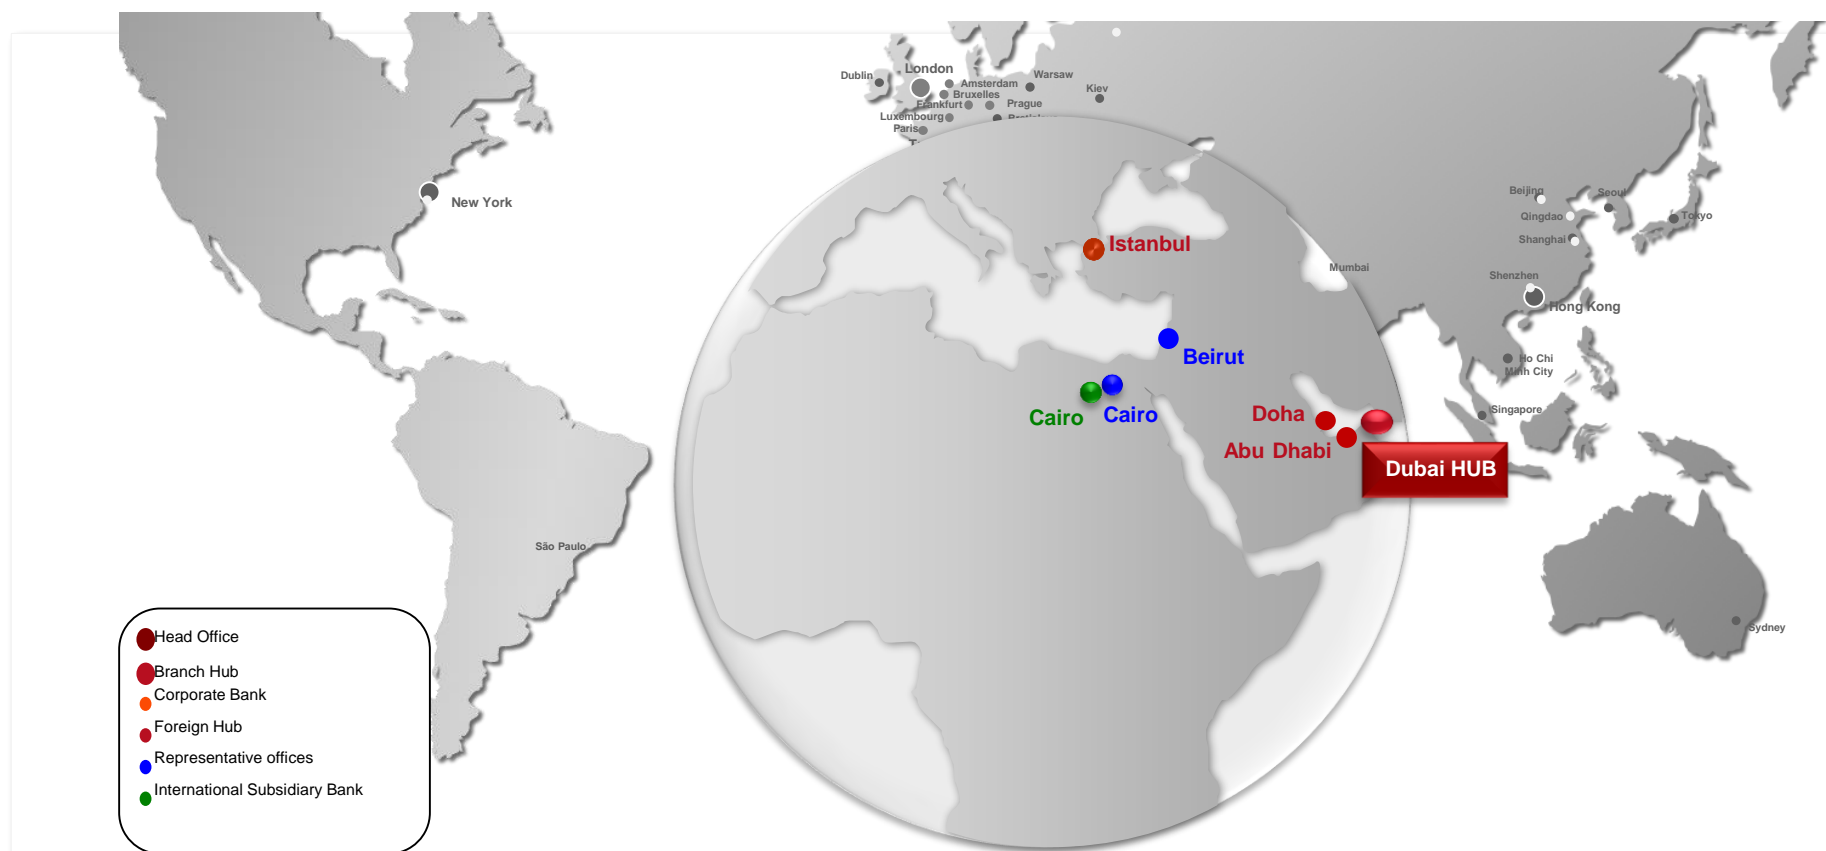 Dublin
London
Amsterdam
Warsaw
Bruxelles
Kiev
Frankfurt
Prague
Luxembourg
Paris
New York
Beijing
Seoul
Qingdao
Tokyo
Shanghai
Istanbul
Mumbai
Shenzhen
Hong Kong
Beirut
Ho Chi
Minh City
Cairo
Cairo
Doha
Singapore
Abu Dhabi
Dubai HUB
São Paulo
Sydney
Head Office
Branch Hub
Corporate Bank
Foreign Hub
Representative offices
International Subsidiary Bank